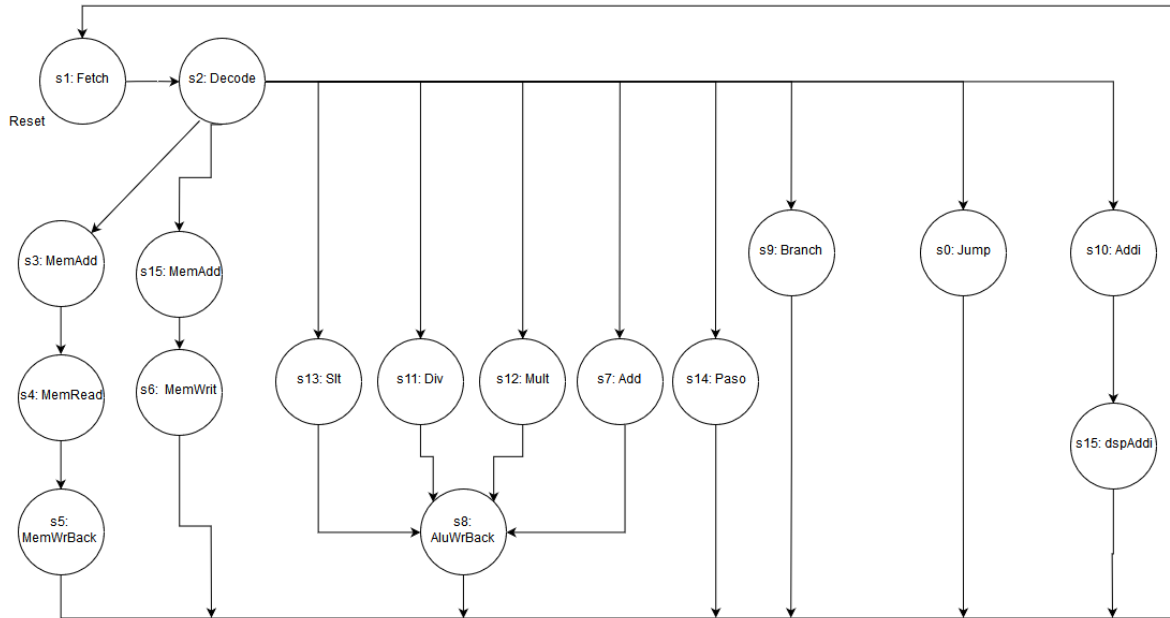 s1: Fetch
s2: Decode
Reset
s3: MemAdd
s15: MemAdd
s9: Branch
s0: Jump
s10: Addi
s4: MemRead
s6: MemWrit
s13: Slt
s11: Div
s12: Mult
s7: Add
s14: Paso
s15: dspAddi
s5:
MemWrBack
s8:
AluWrBack